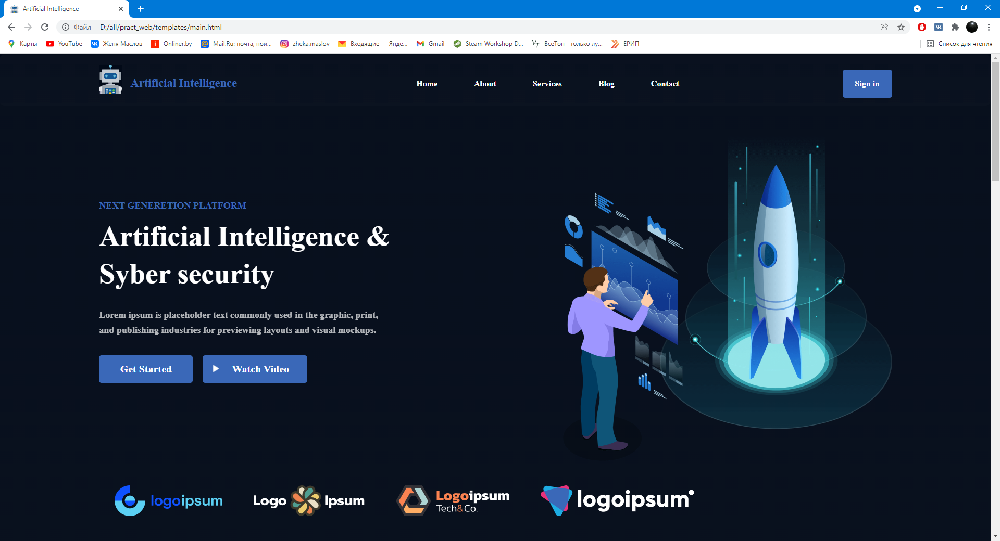 Artificial Intelligence
Файл D:/all/pract_web/templates/main.html
Карты YouTube Женя Маслов Onliner.by Mail.Ru: почта, пои... zheka.maslov Входящие — Янде... Gmail Steam Workshop D... ВсеТоп - только лу... ЕРИП Список для чтения
Artificial Intelligence Home About Services Blog Contact Sign in
NEXT GENERETION PLATFORM
Artificial Intelligence &
Syber security
Lorem ipsum is placeholder text commonly used in the graphic, print,
and publishing industries for previewing layouts and visual mockups.
Get Started Watch Video
logoipsum
Logo Ipsum
Logoipsum
Tech&Co.
logoipsum